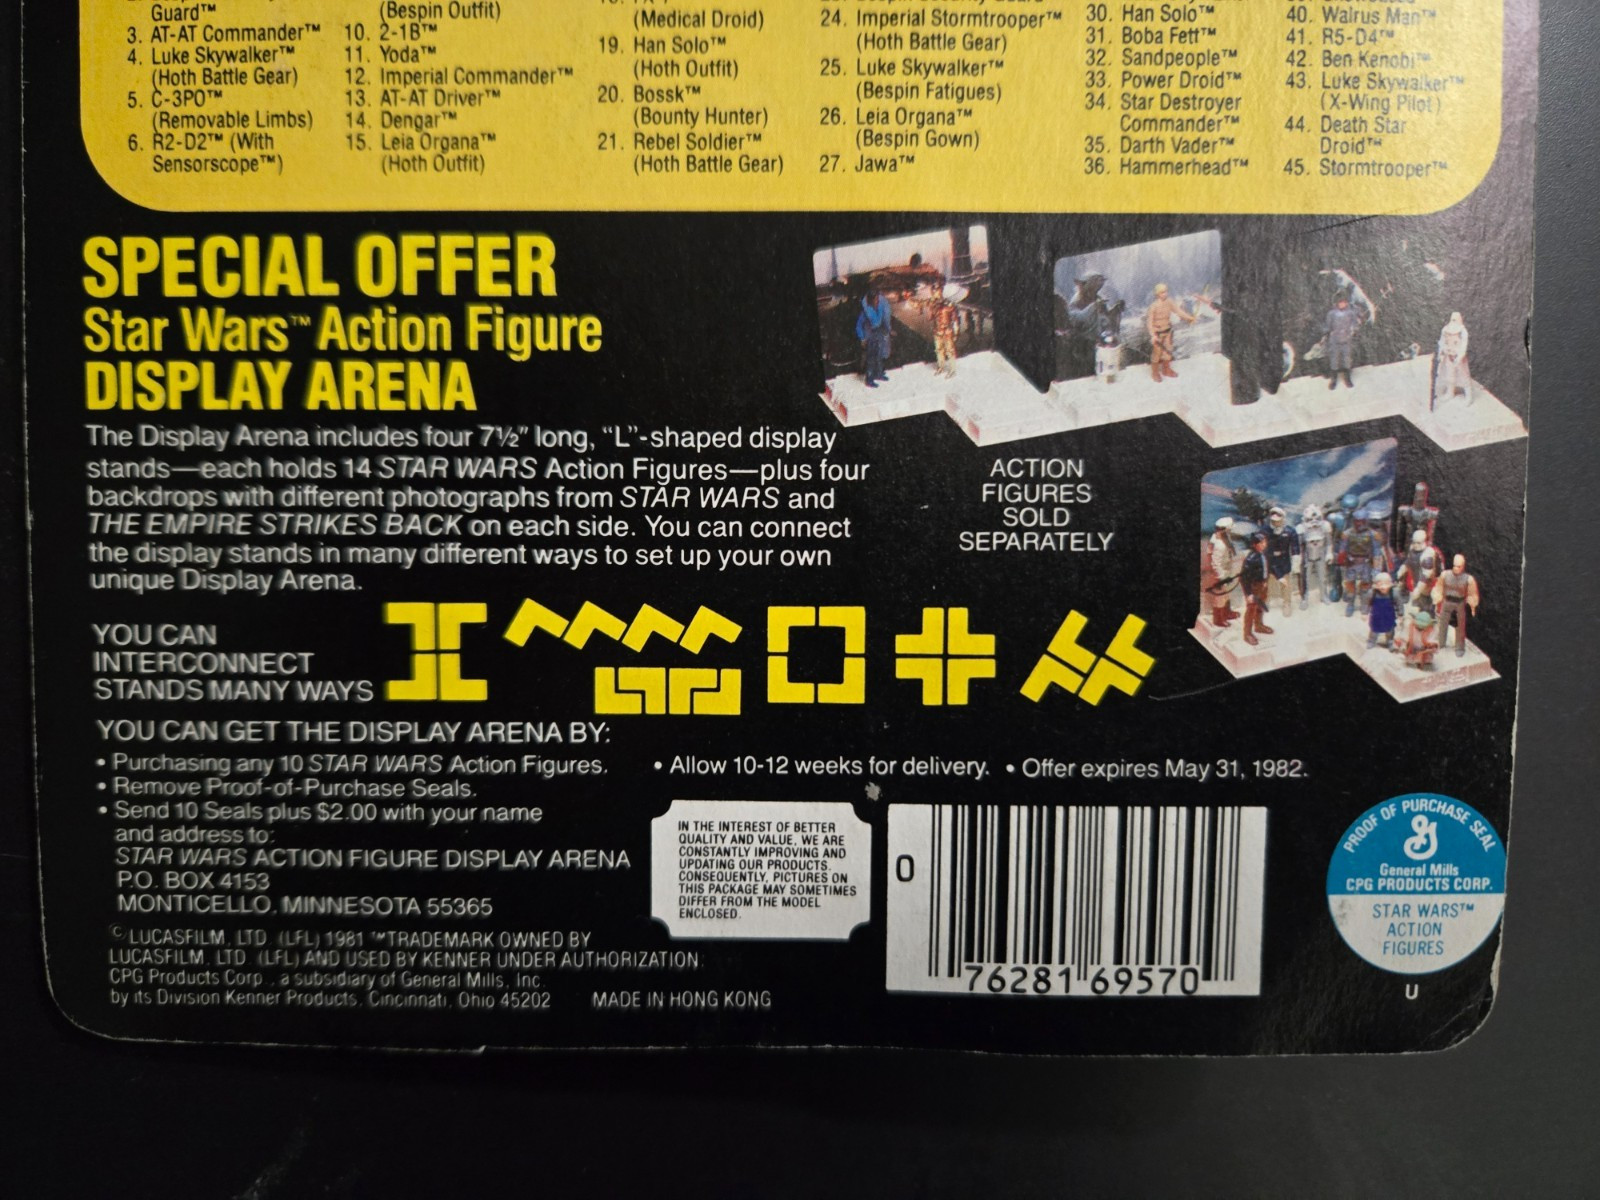 Guard™
3. AT-AT Commander™
4. Luke Skywalker™
(Hoth Battle Gear)
5. C-3PO™
(Removable Limbs)
6. R2-D2™ (With
Sensorscope™)
(Bespin Outfit)
10. 2-1B™
11. Yoda™
12. Imperial Commander™
13. AT-AT Driver™
14. Dengar™
15. Leia Organa™
(Hoth Outfit)
(Medical Droid)
19. Han Solo™
(Hoth Outfit)
20. Bossk™
(Bounty Hunter)
21. Rebel Soldier™
(Hoth Battle Gear)
24. Imperial Stormtrooper™
(Hoth Battle Gear)
25. Luke Skywalker™
(Bespin Fatigues)
26. Leia Organa™
(Bespin Gown)
27. Jawa™
30. Han Solo™
31. Boba Fett™
32. Sandpeople™
33. Power Droid™
34. Star Destroyer
Commander™
35. Darth Vader™
36. Hammerhead™
40. Walrus Man™
41. R5-D4™
42. Ben Kenobi™
43. Luke Skywalker™
(X-Wing Pilot)
44. Death Star
Droid™
45. Stormtrooper™
SPECIAL OFFER
Star Wars™ Action Figure
DISPLAY ARENA
The Display Arena includes four 7½" long, "L"-shaped display
stands—each holds 14 STAR WARS Action Figures—plus four
backdrops with different photographs from STAR WARS and
THE EMPIRE STRIKES BACK on each side. You can connect
the display stands in many different ways to set up your own
unique Display Arena.
ACTION
FIGURES
SOLD
SEPARATELY
YOU CAN
INTERCONNECT
STANDS MANY WAYS
YOU CAN GET THE DISPLAY ARENA BY:
• Purchasing any 10 STAR WARS Action Figures.
• Remove Proof-of-Purchase Seals.
• Send 10 Seals plus $2.00 with your name
and address to:
STAR WARS ACTION FIGURE DISPLAY ARENA
P.O. BOX 4153
MONTICELLO, MINNESOTA 55365
• Allow 10-12 weeks for delivery. • Offer expires May 31, 1982.
IN THE INTEREST OF BETTER
QUALITY AND VALUE, WE ARE
CONSTANTLY IMPROVING AND
UPDATING OUR PRODUCTS.
CONSEQUENTLY, PICTURES ON
THIS PACKAGE MAY SOMETIMES
DIFFER FROM THE MODEL
ENCLOSED.
0 76281 69570
PROOF OF PURCHASE SEAL
G
General Mills
CPG PRODUCTS CORP.
STAR WARS™
ACTION
FIGURES
U
© LUCASFILM, LTD. (LFL) 1981 ™TRADEMARK OWNED BY
LUCASFILM, LTD. (LFL) AND USED BY KENNER UNDER AUTHORIZATION.
CPG Products Corp., a subsidiary of General Mills, Inc.
by its Division Kenner Products, Cincinnati, Ohio 45202
MADE IN HONG KONG